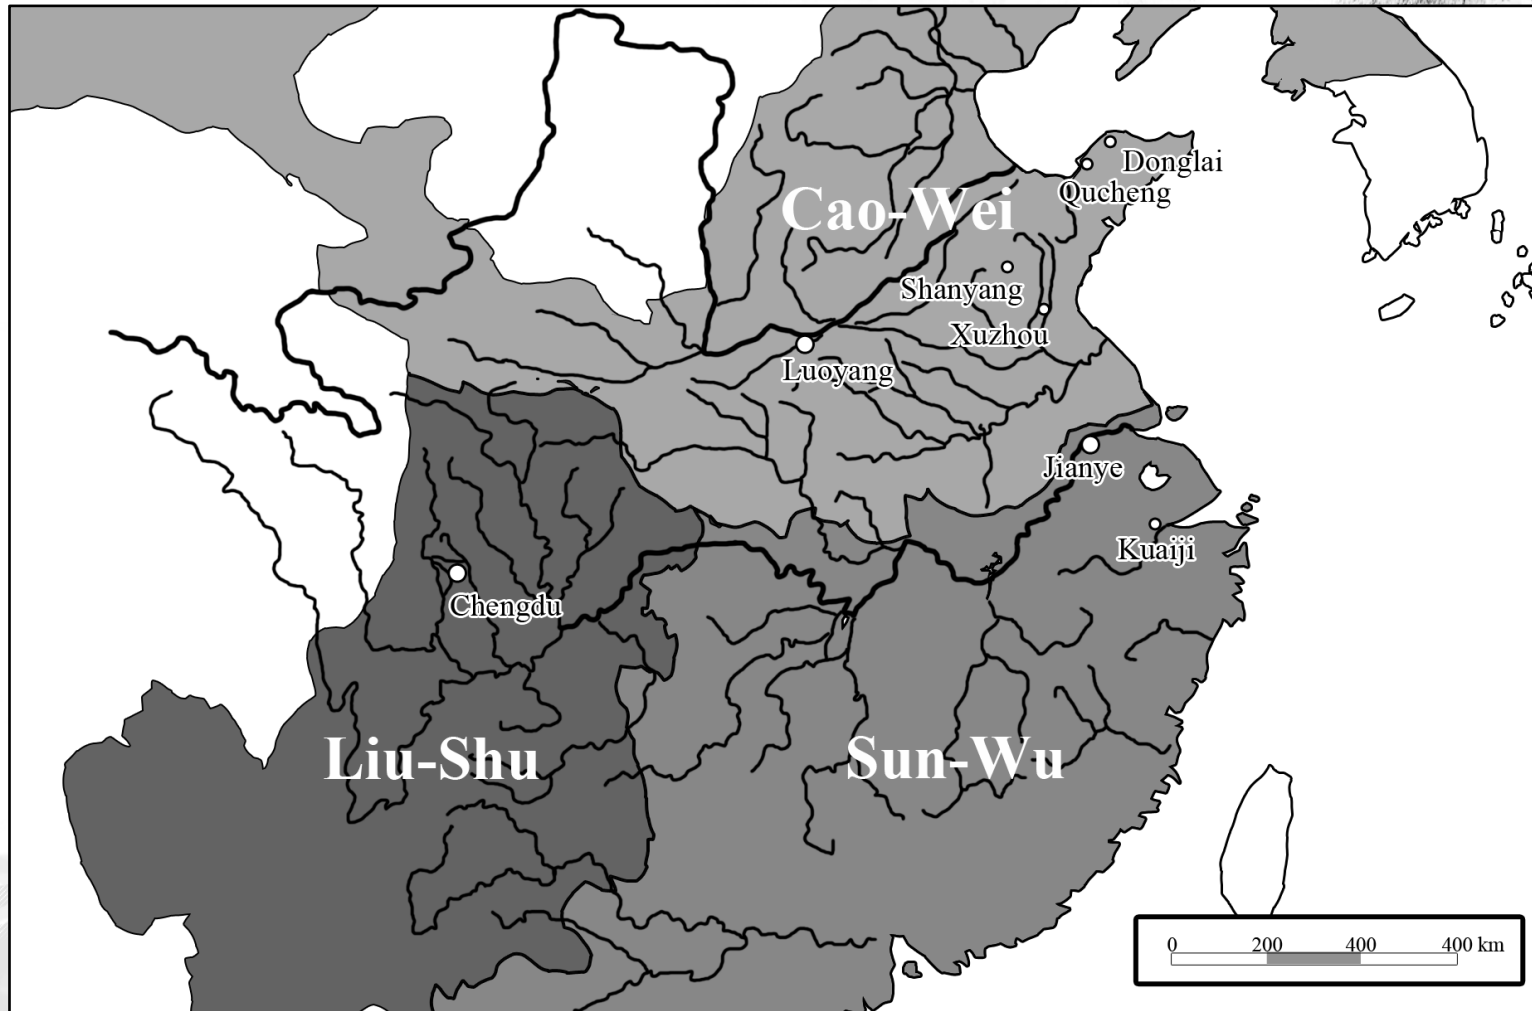 Donglai
Qucheng
Cao-Wei
Shanyang
Xuzhou
Luoyang
Jianye
Kuaiji
Chengdu
Liu-Shu
Sun-Wu
0 200 400 400 km